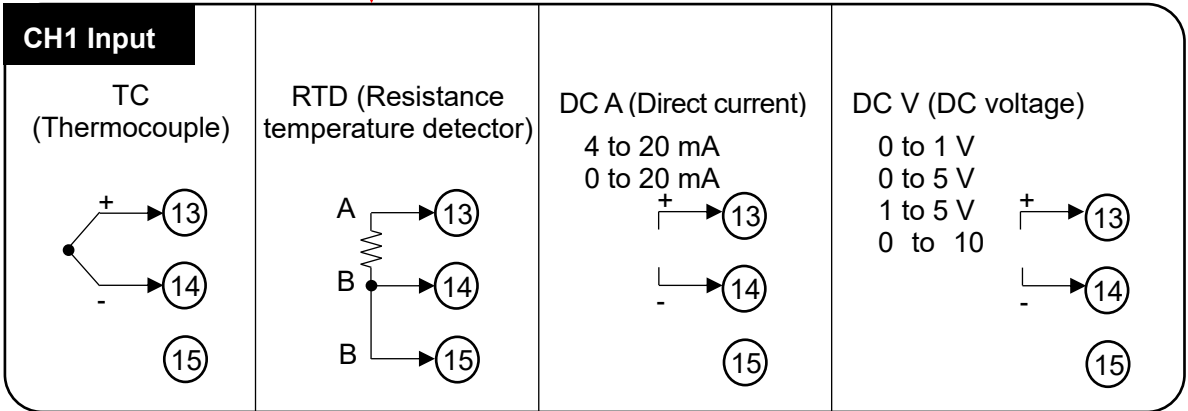 CH1 Input
TC
(Thermocouple)
+
13
-
14
15
RTD (Resistance
temperature detector)
A
13
B
14
B
15
DC A (Direct current)
4 to 20 mA
0 to 20 mA
+
13
-
14
15
DC V (DC voltage)
0 to 1 V
0 to 5 V
1 to 5 V
0 to 10
+
13
-
14
15